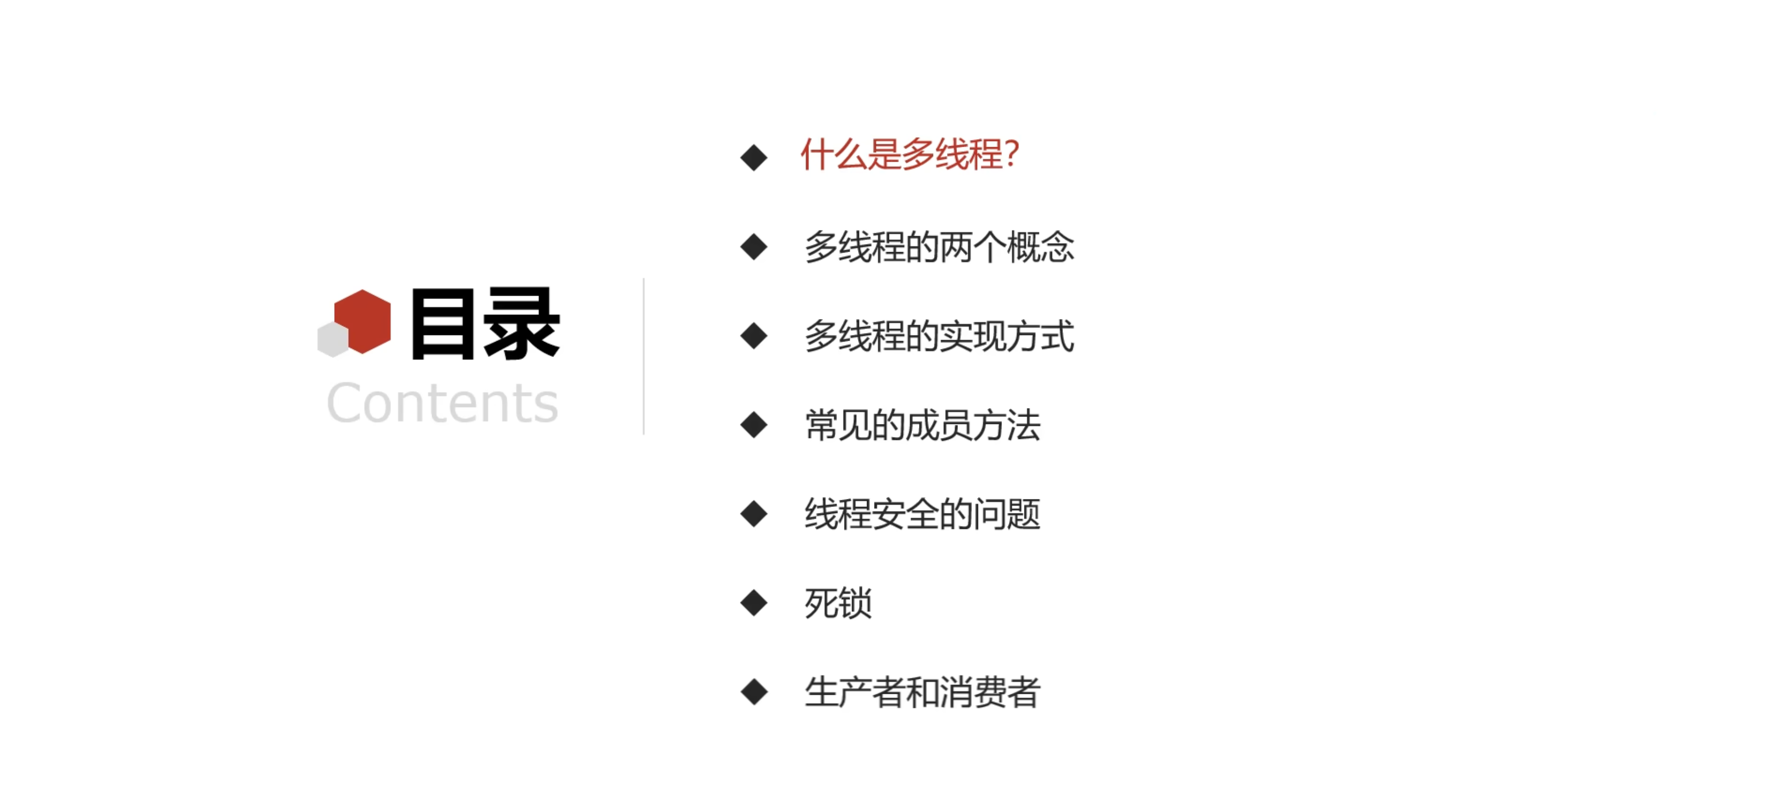 目录
Contents
什么是多线程？
多线程的两个概念
多线程的实现方式
常见的成员方法
线程安全的问题
死锁
生产者和消费者